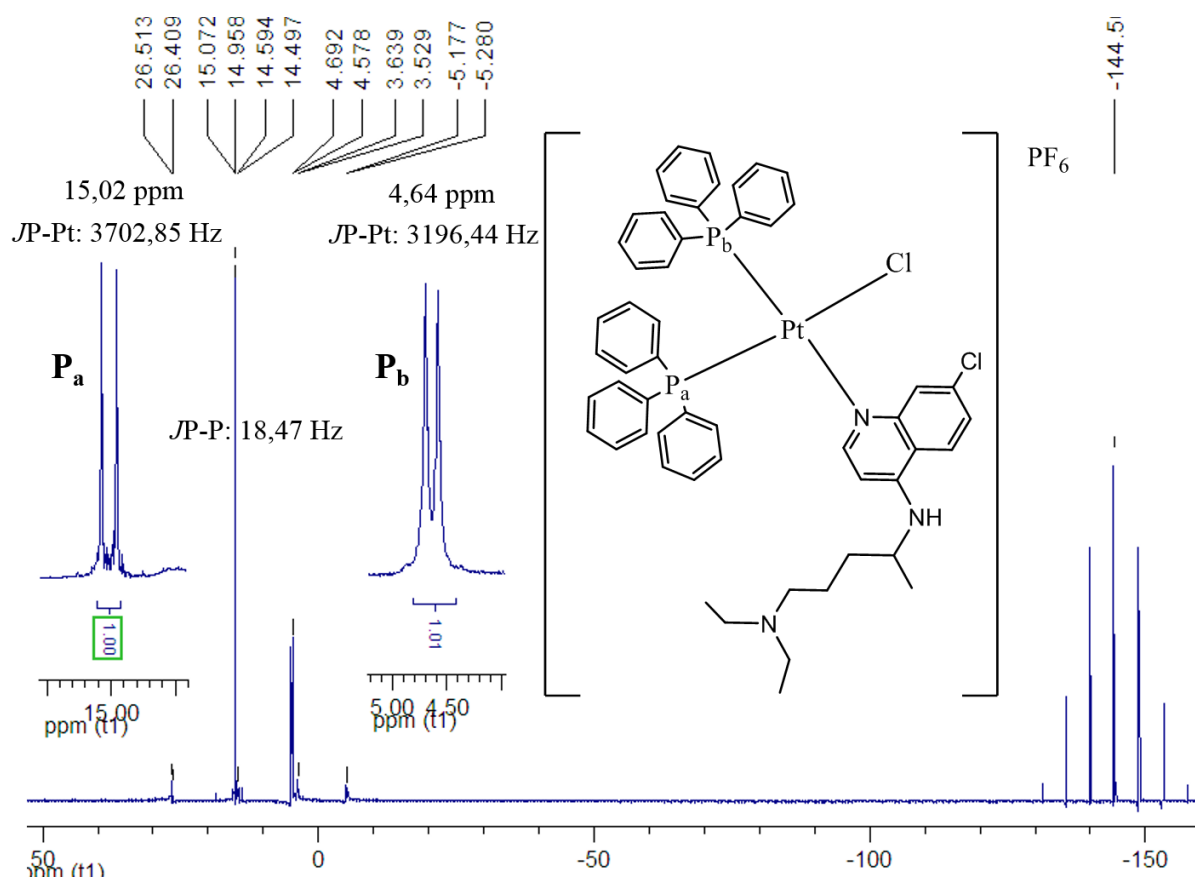 26.513
26.409
15.072
14.958
14.594
14.497
4.692
4.578
3.639
3.529
-5.177
-5.280
-144.5
15,02 ppm
JP-Pt: 3702,85 Hz
4,64 ppm
JP-Pt: 3196,44 Hz
PF6
Pb
Cl
Pt
Pa
Cl
N
NH
N
Pa
Pb
JP-P: 18,47 Hz
1.00
1.01
15.00
ppm (t1)
5.00 4.50
ppm (t1)
50 0 -50 -100 -150
ppm (t1)